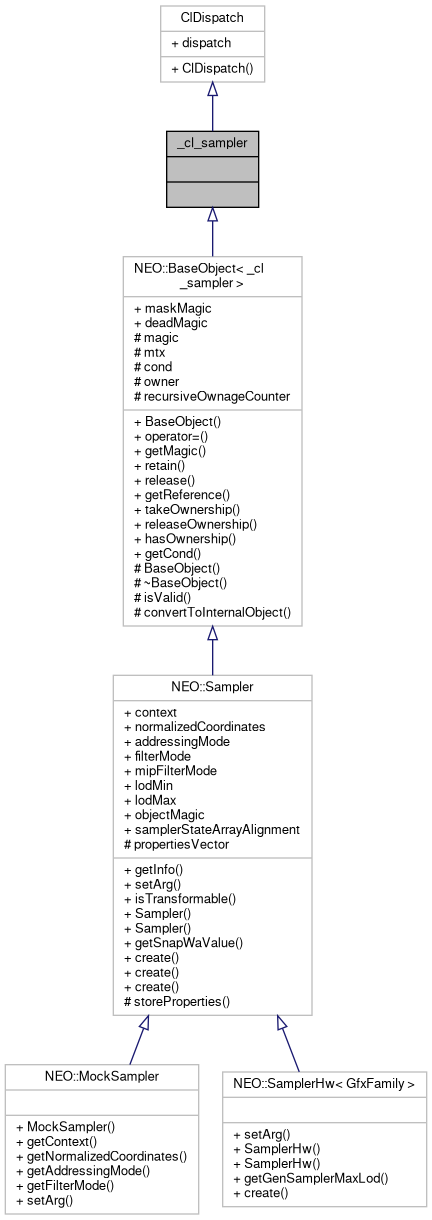 ClDispatch
+ dispatch
+ ClDispatch()
_cl_sampler
NEO::BaseObject< _cl
_sampler >
+ maskMagic
+ deadMagic
# magic
# mtx
# cond
# owner
# recursiveOwnageCounter
+ BaseObject()
+ operator=()
+ getMagic()
+ retain()
+ release()
+ getReference()
+ takeOwnership()
+ releaseOwnership()
+ hasOwnership()
+ getCond()
# BaseObject()
# ~BaseObject()
# isValid()
# convertToInternalObject()
NEO::Sampler
+ context
+ normalizedCoordinates
+ addressingMode
+ filterMode
+ mipFilterMode
+ lodMin
+ lodMax
+ objectMagic
+ samplerStateArrayAlignment
# propertiesVector
+ getInfo()
+ setArg()
+ isTransformable()
+ Sampler()
+ Sampler()
+ getSnapWaValue()
+ create()
+ create()
+ create()
# storeProperties()
NEO::MockSampler
+ MockSampler()
+ getContext()
+ getNormalizedCoordinates()
+ getAddressingMode()
+ getFilterMode()
+ setArg()
NEO::SamplerHw< GfxFamily >
+ setArg()
+ SamplerHw()
+ SamplerHw()
+ getGenSamplerMaxLod()
+ create()